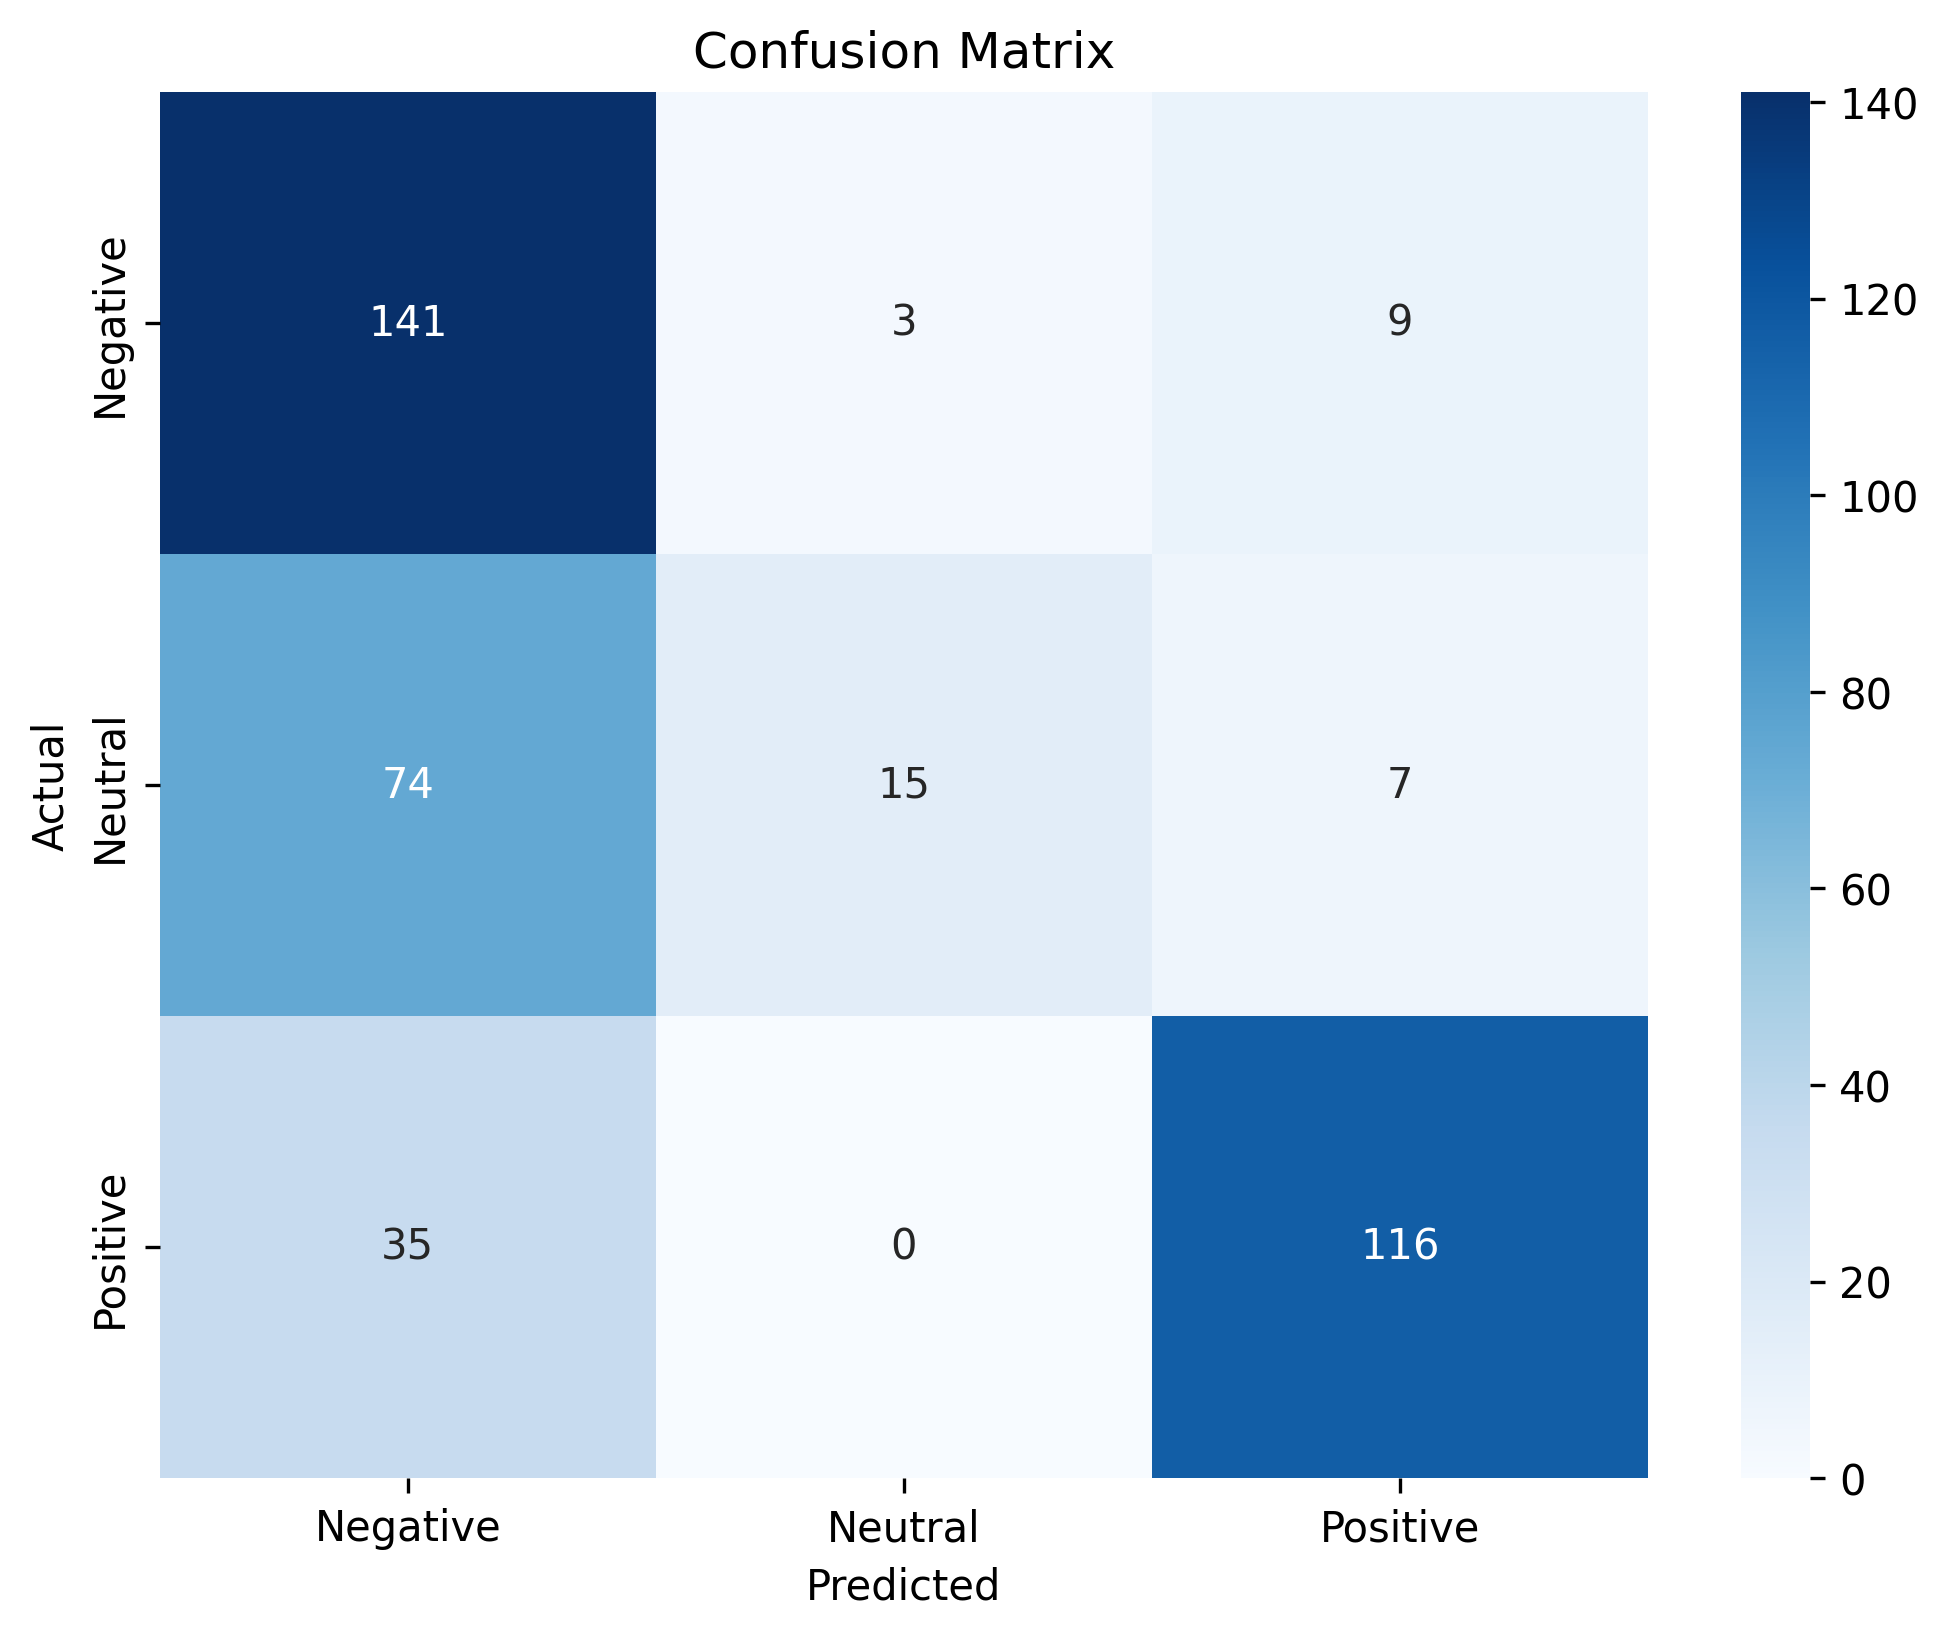 Confusion Matrix
Actual
Negative
141
3
9
Neutral
74
15
7
Positive
35
0
116
Negative
Neutral
Positive
Predicted
140
120
100
80
60
40
20
0